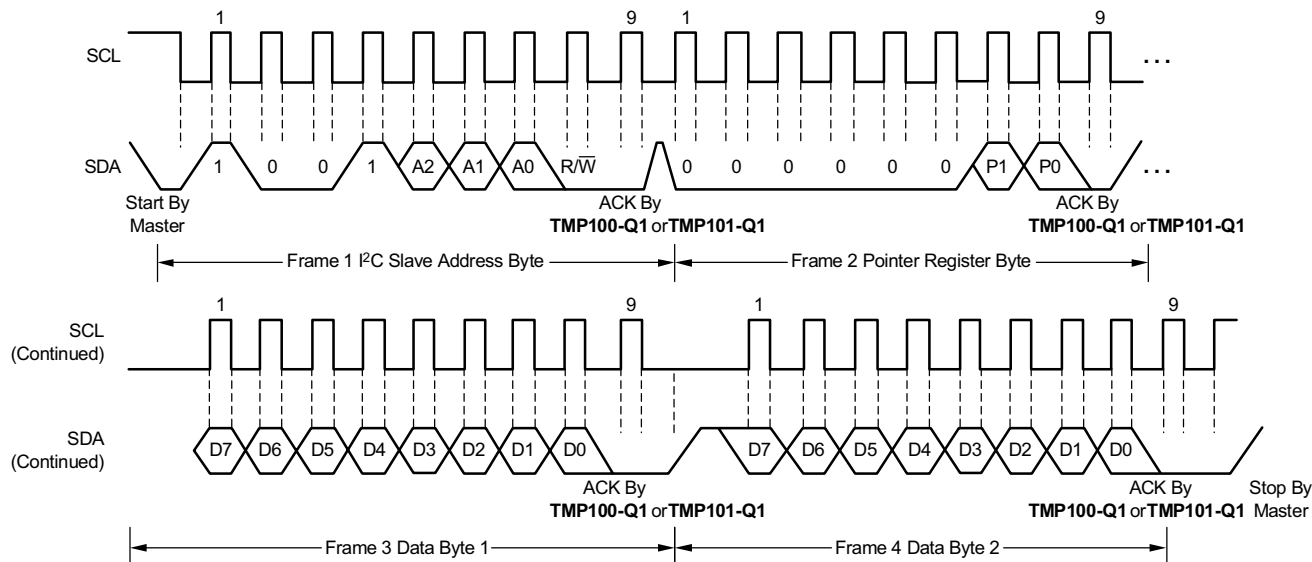 1 9 1 9
SCL ...
SDA 1 0 0 1 A2 A1 A0 R/W̅ 0 0 0 0 0 0 P1 P0 ...
Start By Master
ACK By TMP100-Q1 or TMP101-Q1
ACK By TMP100-Q1 or TMP101-Q1
Frame 1 I²C Slave Address Byte
Frame 2 Pointer Register Byte
1 9 1 9
SCL (Continued)
SDA (Continued)
D7 D6 D5 D4 D3 D2 D1 D0 D7 D6 D5 D4 D3 D2 D1 D0
ACK By TMP100-Q1 or TMP101-Q1
ACK By TMP100-Q1 or TMP101-Q1
Stop By Master
Frame 3 Data Byte 1
Frame 4 Data Byte 2